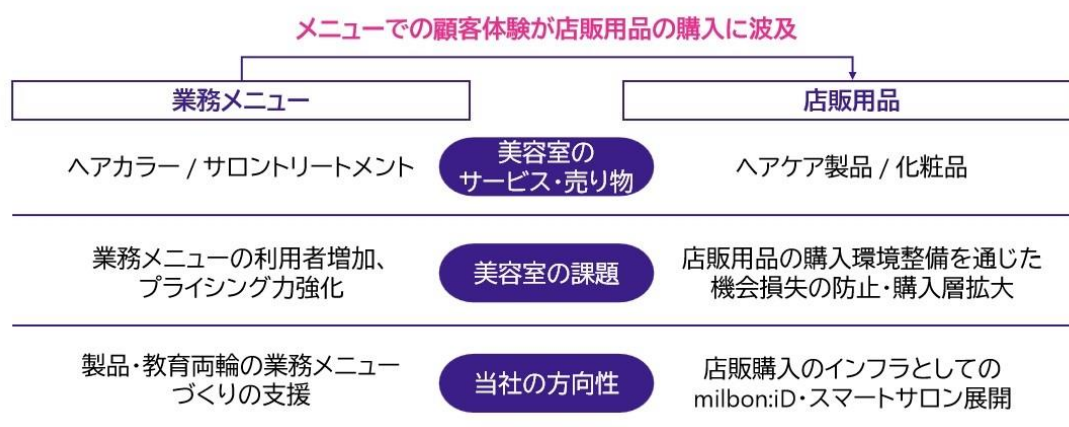 メニューでの顧客体験が店販用品の購入に波及
業務メニュー
店販用品
ヘアカラー / サロントリートメント
美容室の
サービス・売り物
ヘアケア製品 / 化粧品
業務メニューの利用者増加、
プライシング力強化
美容室の課題
店販用品の購入環境整備を通じた
機会損失の防止・購入層拡大
製品・教育両輪の業務メニュー
づくりの支援
当社の方向性
店販購入のインフラとしての
milbon:iD・スマートサロン展開